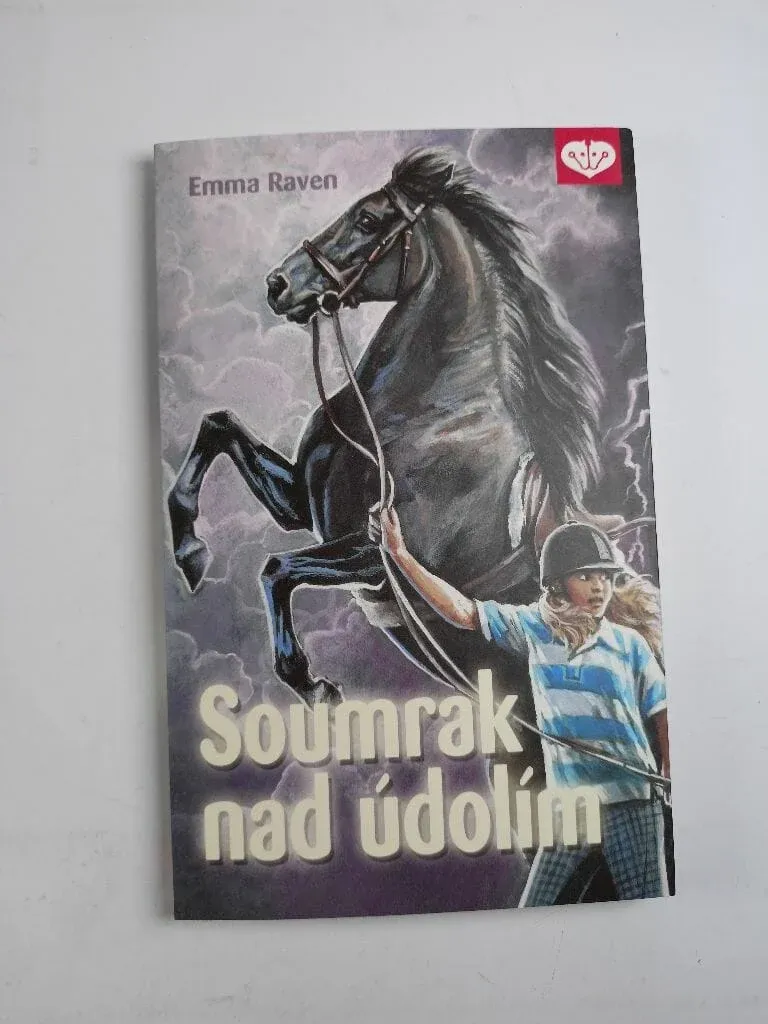 Emma Raven
Soumrak
nad údolím